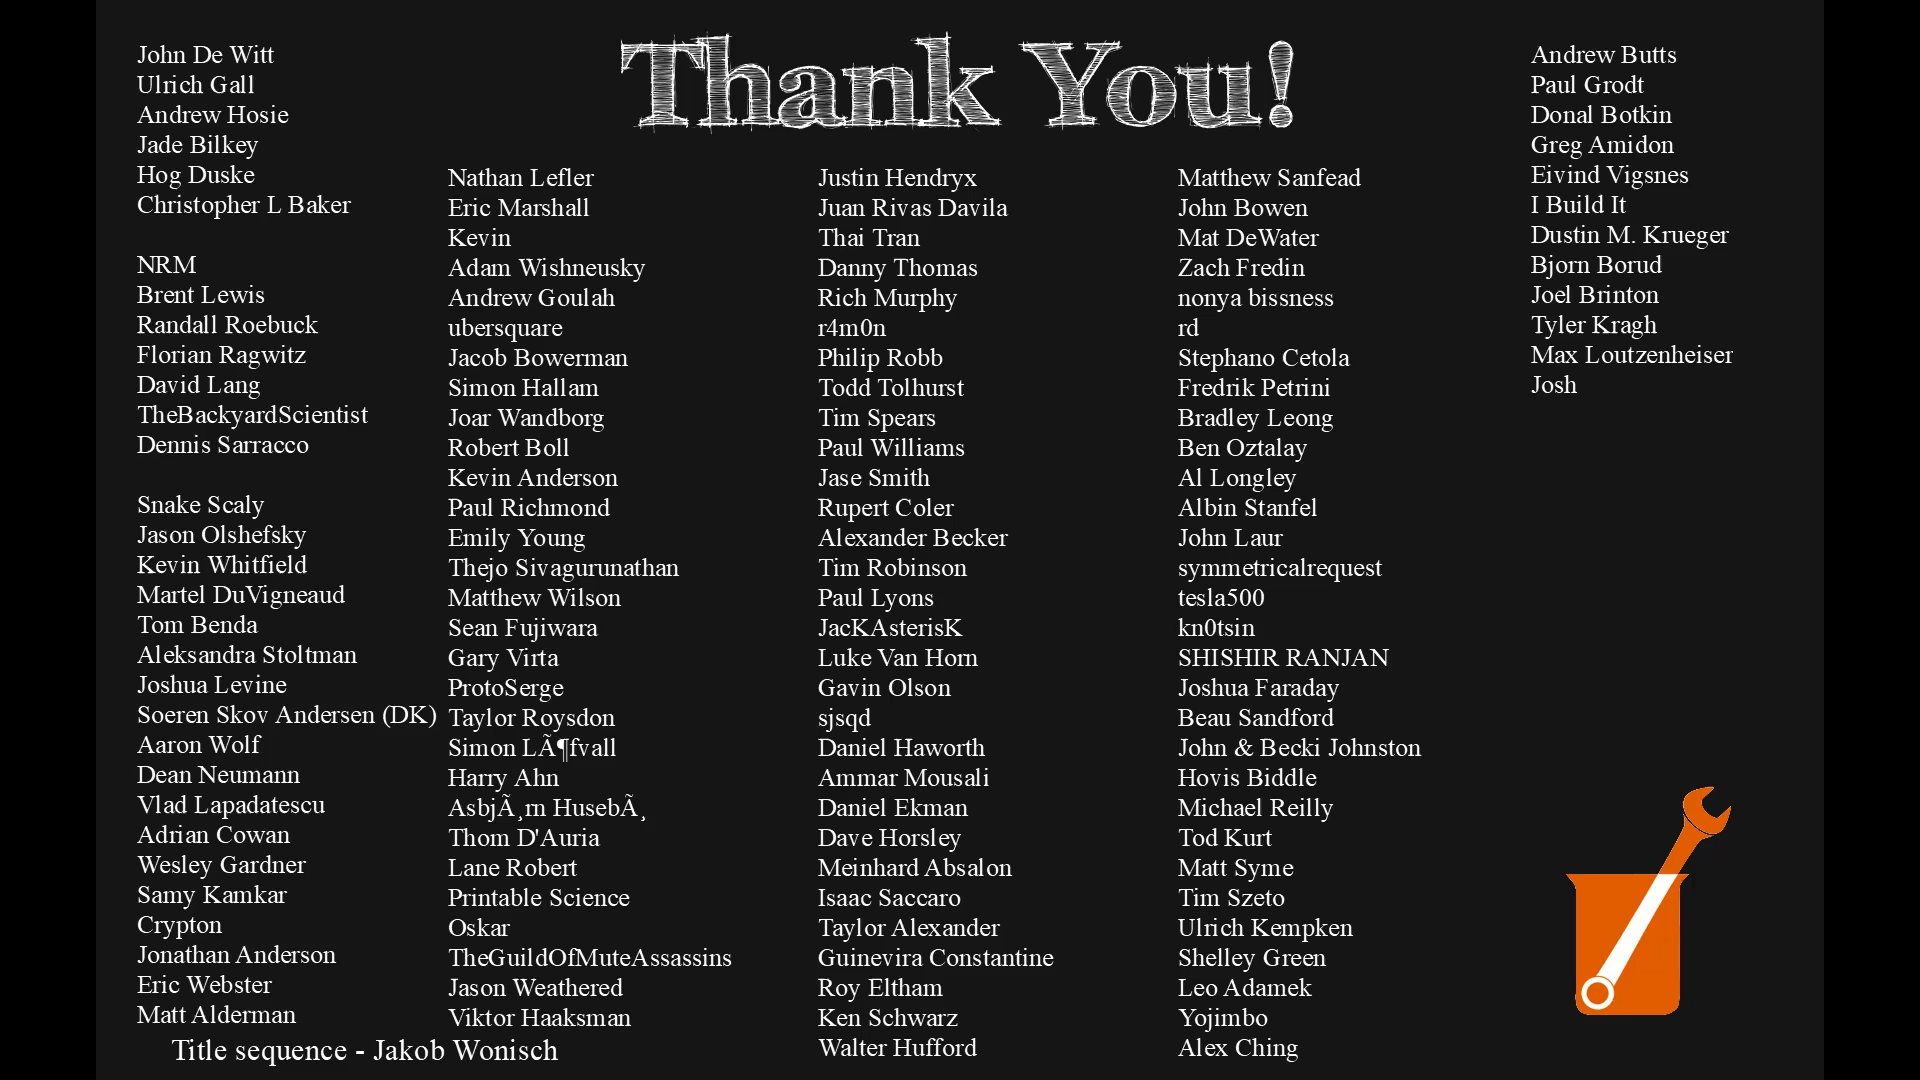 Thank You!
John De Witt
Ulrich Gall
Andrew Hosie
Jade Bilkey
Hog Duske
Christopher L Baker
NRM
Brent Lewis
Randall Roebuck
Florian Ragwitz
David Lang
TheBackyardScientist
Dennis Sarracco
Snake Scaly
Jason Olshefsky
Kevin Whitfield
Martel DuVigneaud
Tom Benda
Aleksandra Stoltman
Joshua Levine
Soeren Skov Andersen (DK)
Aaron Wolf
Dean Neumann
Vlad Lapadatescu
Adrian Cowan
Wesley Gardner
Samy Kamkar
Crypton
Jonathan Anderson
Eric Webster
Matt Alderman
Nathan Lefler
Eric Marshall
Kevin
Adam Wishneusky
Andrew Goulah
ubersquare
Jacob Bowerman
Simon Hallam
Joar Wandborg
Robert Boll
Kevin Anderson
Paul Richmond
Emily Young
Thejo Sivagurunathan
Matthew Wilson
Sean Fujiwara
Gary Virta
ProtoSerge
Taylor Roysdon
Simon LÃ¶fvall
Harry Ahn
AsbjÃ¸rn HusebÃ¸
Thom D'Auria
Lane Robert
Printable Science
Oskar
TheGuildOfMuteAssassins
Jason Weathered
Viktor Haaksman
Justin Hendryx
Juan Rivas Davila
Thai Tran
Danny Thomas
Rich Murphy
r4m0n
Philip Robb
Todd Tolhurst
Tim Spears
Paul Williams
Jase Smith
Rupert Coler
Alexander Becker
Tim Robinson
Paul Lyons
JacKAsterisK
Luke Van Horn
Gavin Olson
sjsqd
Daniel Haworth
Ammar Mousali
Daniel Ekman
Dave Horsley
Meinhard Absalon
Isaac Saccaro
Taylor Alexander
Guinevira Constantine
Roy Eltham
Ken Schwarz
Walter Hufford
Matthew Sanfead
John Bowen
Mat DeWater
Zach Fredin
nonya bissness
rd
Stephano Cetola
Fredrik Petrini
Bradley Leong
Ben Oztalay
Al Longley
Albin Stanfel
John Laur
symmetricalrequest
tesla500
kn0tsin
SHISHIR RANJAN
Joshua Faraday
Beau Sandford
John & Becki Johnston
Hovis Biddle
Michael Reilly
Tod Kurt
Matt Syme
Tim Szeto
Ulrich Kempken
Shelley Green
Leo Adamek
Yojimbo
Alex Ching
Andrew Butts
Paul Grodt
Donal Botkin
Greg Amidon
Eivind Vigsnes
I Build It
Dustin M. Krueger
Bjorn Borud
Joel Brinton
Tyler Kragh
Max Loutzenheiser
Josh
Title sequence - Jakob Wonisch